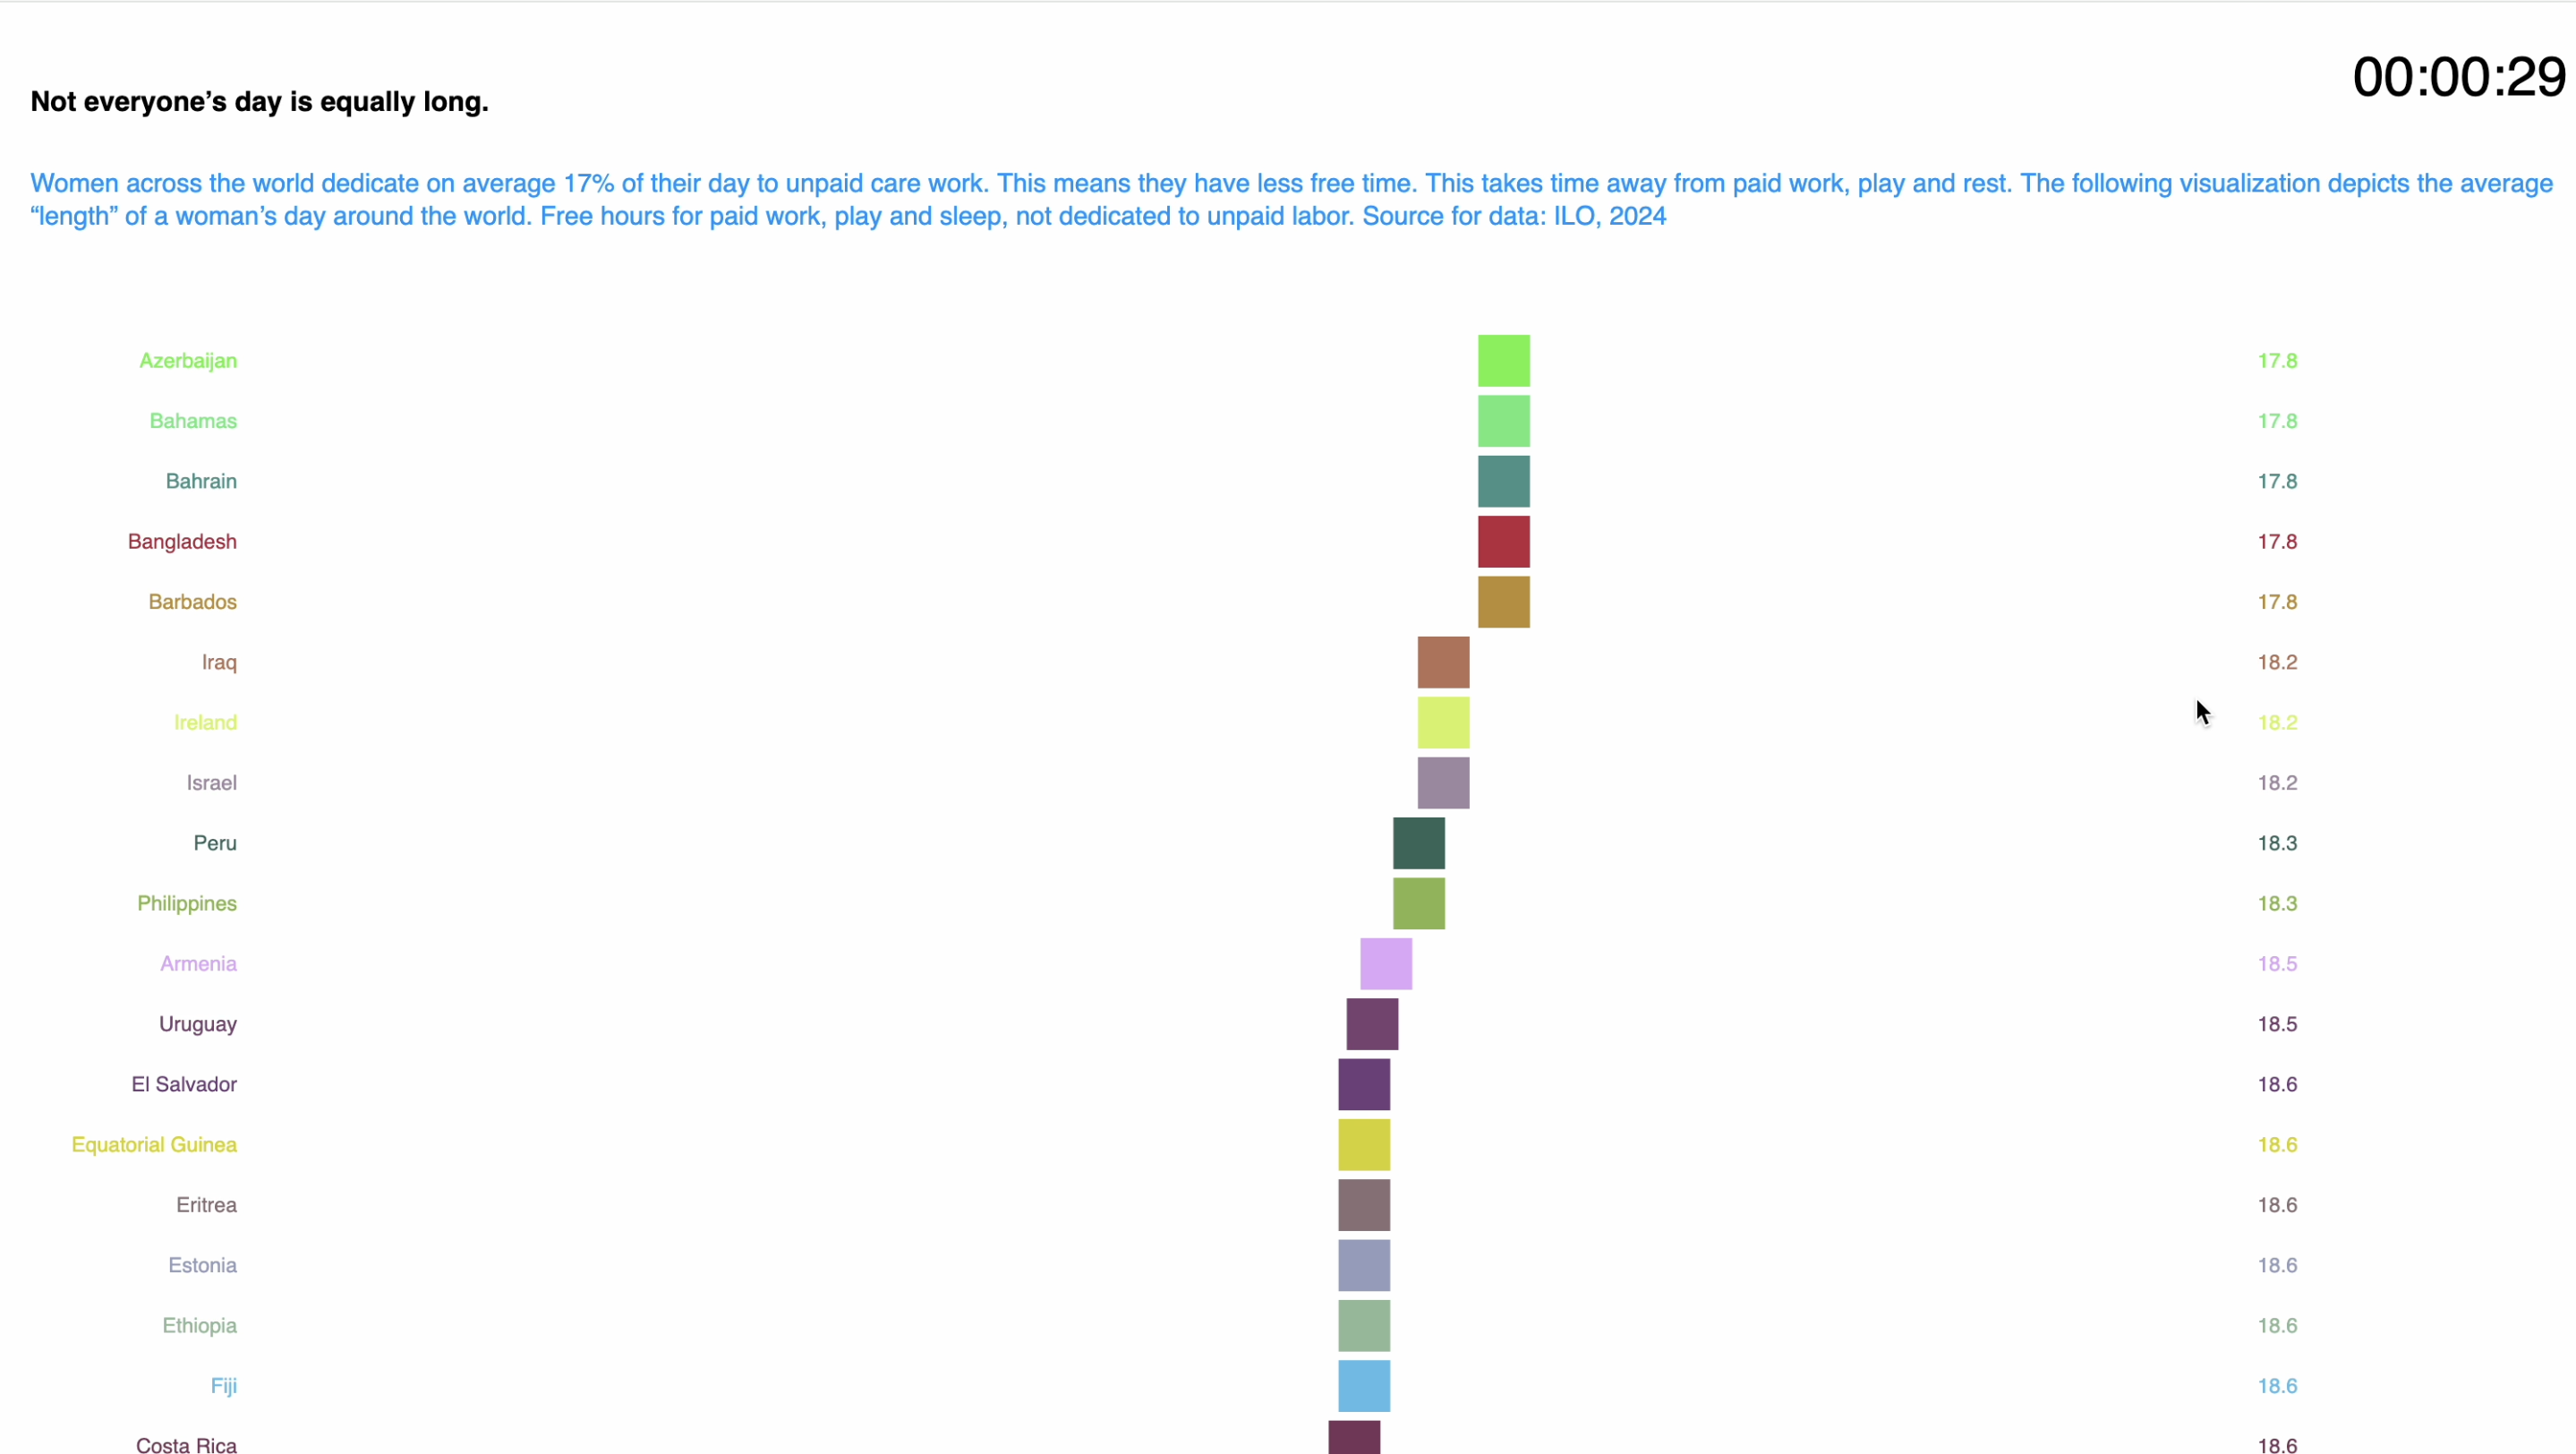 00:00:29
Not everyone’s day is equally long.
Women across the world dedicate on average 17% of their day to unpaid care work. This means they have less free time. This takes time away from paid work, play and rest. The following visualization depicts the average
“length” of a woman’s day around the world. Free hours for paid work, play and sleep, not dedicated to unpaid labor. Source for data: ILO, 2024
Azerbaijan 17.8
Bahamas 17.8
Bahrain 17.8
Bangladesh 17.8
Barbados 17.8
Iraq 18.2
Ireland 18.2
Israel 18.2
Peru 18.3
Philippines 18.3
Armenia 18.5
Uruguay 18.5
El Salvador 18.6
Equatorial Guinea 18.6
Eritrea 18.6
Estonia 18.6
Ethiopia 18.6
Fiji 18.6
Costa Rica 18.6